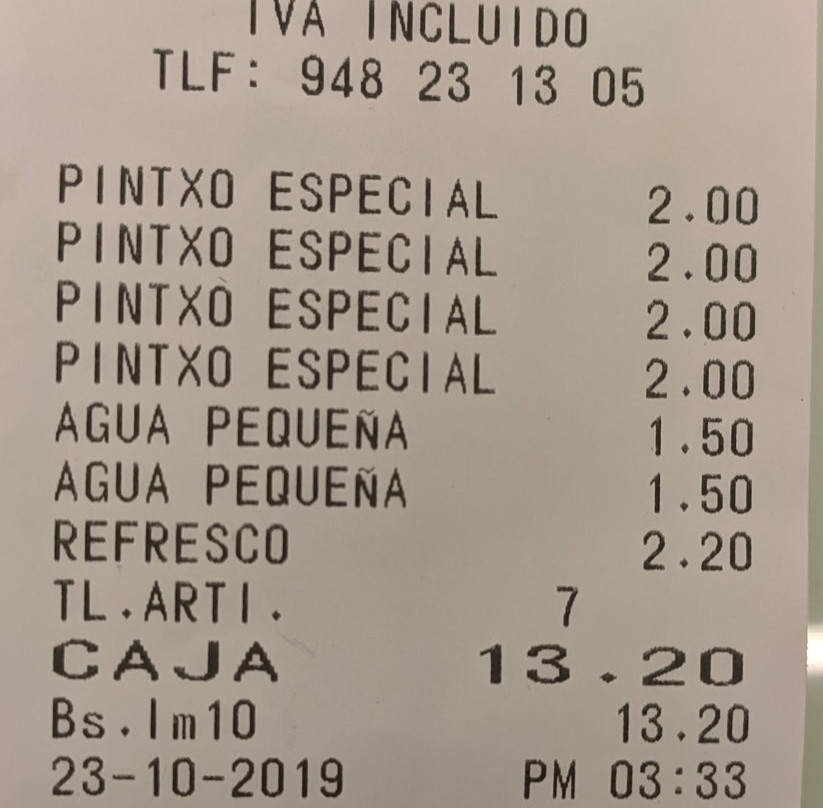 IVA INCLUIDO
TLF: 948 23 13 05
PINTXO ESPECIAL 2.00
PINTXO ESPECIAL 2.00
PINTXO ESPECIAL 2.00
PINTXO ESPECIAL 2.00
AGUA PEQUEÑA 1.50
AGUA PEQUEÑA 1.50
REFRESCO 2.20
TL.ARTI. 7
CAJA 13.20
Bs.Im10 13.20
23-10-2019 PM 03:33